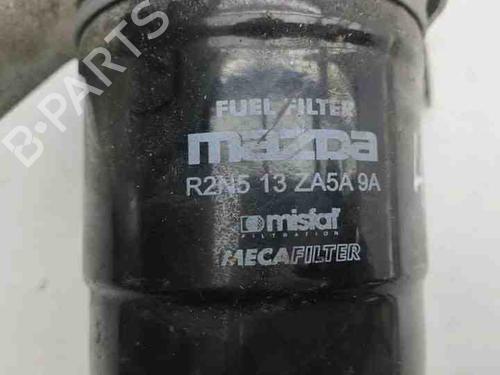 B-PARTS
FUEL FILTER
mazda
R2N5 13 ZA5A 9A
misfat
FILTRATION
MECAFILTER